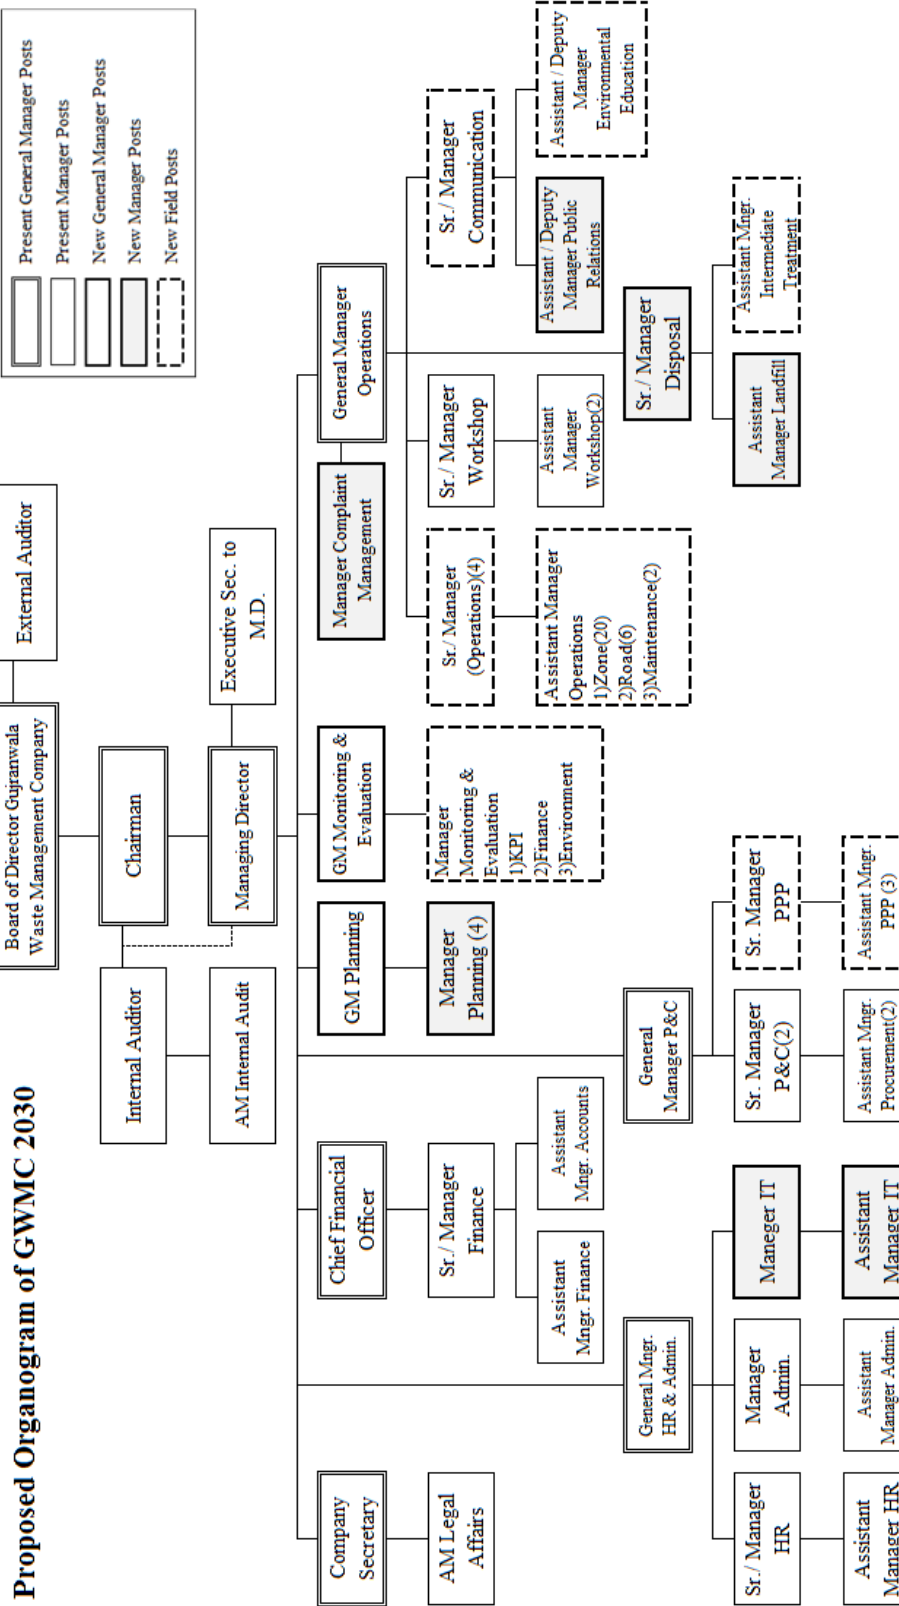 Proposed Organogram of GWMC 2030
Board of Director Gujranwala
Waste Management Company
External Auditor
Present General Manager Posts
Present Manager Posts
New General Manager Posts
New Manager Posts
New Field Posts
Internal Auditor
Chairman
AM Internal Audit
Managing Director
Executive Sec. to
M.D.
Company
Secretary
Chief Financial
Officer
GM Planning
GM Monitoring &
Evaluation
Manager Complaint
Management
General Manager
Operations
AM Legal
Affairs
Sr./ Manager
Finance
Manager
Planning (4)
Manager
Monitoring &
Evaluation
1)KPI
2)Finance
3)Environment
Sr./ Manager
(Operations)(4)
Sr./ Manager
Workshop
Sr./ Manager
Communication
Assistant
Mngr. Finance
Assistant
Mngr. Accounts
Assistant Manager
Operations
1)Zone(20)
2)Road(6)
3)Maintenance(2)
Assistant
Manager
Workshop(2)
Assistant / Deputy
Manager Public
Relations
Assistant / Deputy
Manager
Environmental
Education
General Mngr.
HR & Admin.
General
Manager P&C
Sr./ Manager
Disposal
Sr./ Manager
HR
Manager
Admin.
Maneger IT
Sr. Manager
P&C(2)
Sr. Manager
PPP
Assistant
Manager Landfill
Assistant Mngr.
Intermediate
Treatment
Assistant
Manager HR
Assistant
Manager Admin.
Assistant
Manager IT
Assistant Mngr.
Procurement(2)
Assistant Mngr.
PPP (3)